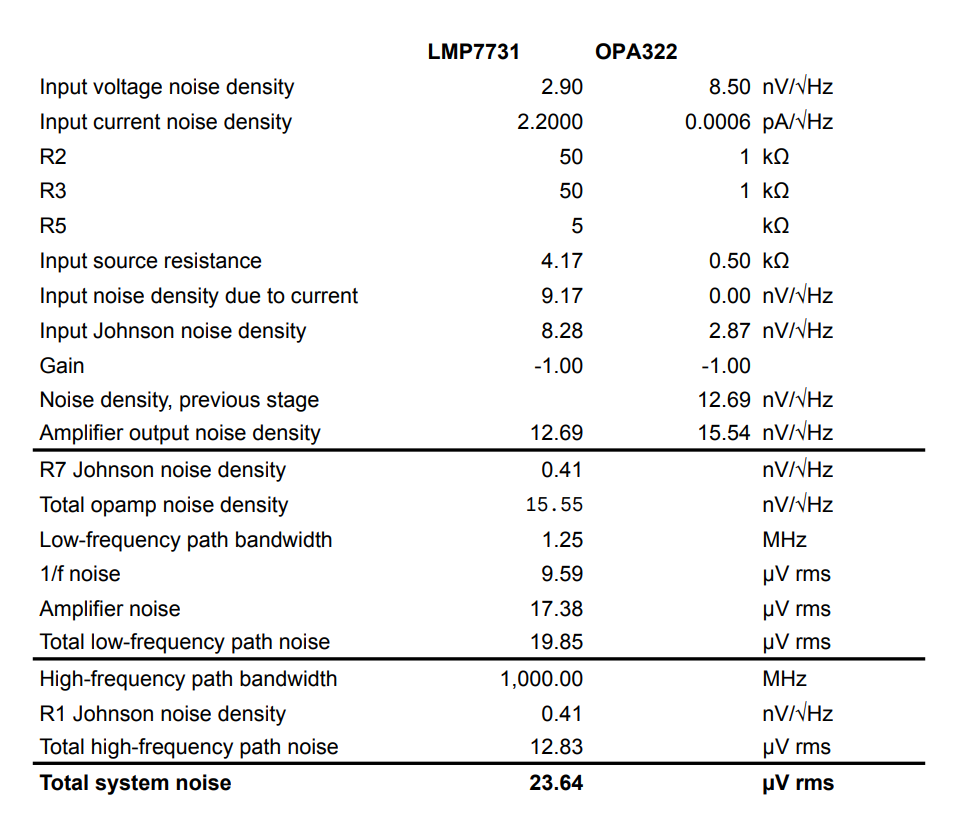 LMP7731 OPA322
Input voltage noise density 2.90 8.50 nV/√Hz
Input current noise density 2.2000 0.0006 pA/√Hz
R2 50 1 kΩ
R3 50 1 kΩ
R5 5 kΩ
Input source resistance 4.17 0.50 kΩ
Input noise density due to current 9.17 0.00 nV/√Hz
Input Johnson noise density 8.28 2.87 nV/√Hz
Gain -1.00 -1.00
Noise density, previous stage 12.69 nV/√Hz
Amplifier output noise density 12.69 15.54 nV/√Hz
R7 Johnson noise density 0.41 nV/√Hz
Total opamp noise density 15.55 nV/√Hz
Low-frequency path bandwidth 1.25 MHz
1/f noise 9.59 µV rms
Amplifier noise 17.38 µV rms
Total low-frequency path noise 19.85 µV rms
High-frequency path bandwidth 1,000.00 MHz
R1 Johnson noise density 0.41 nV/√Hz
Total high-frequency path noise 12.83 µV rms
Total system noise 23.64 µV rms